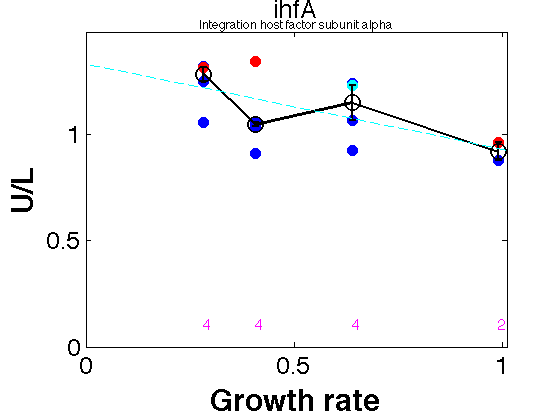 ihfA
Integration host factor subunit alpha
U/L
1
0.5
0
4 4 4 2
0 0.5 1
Growth rate